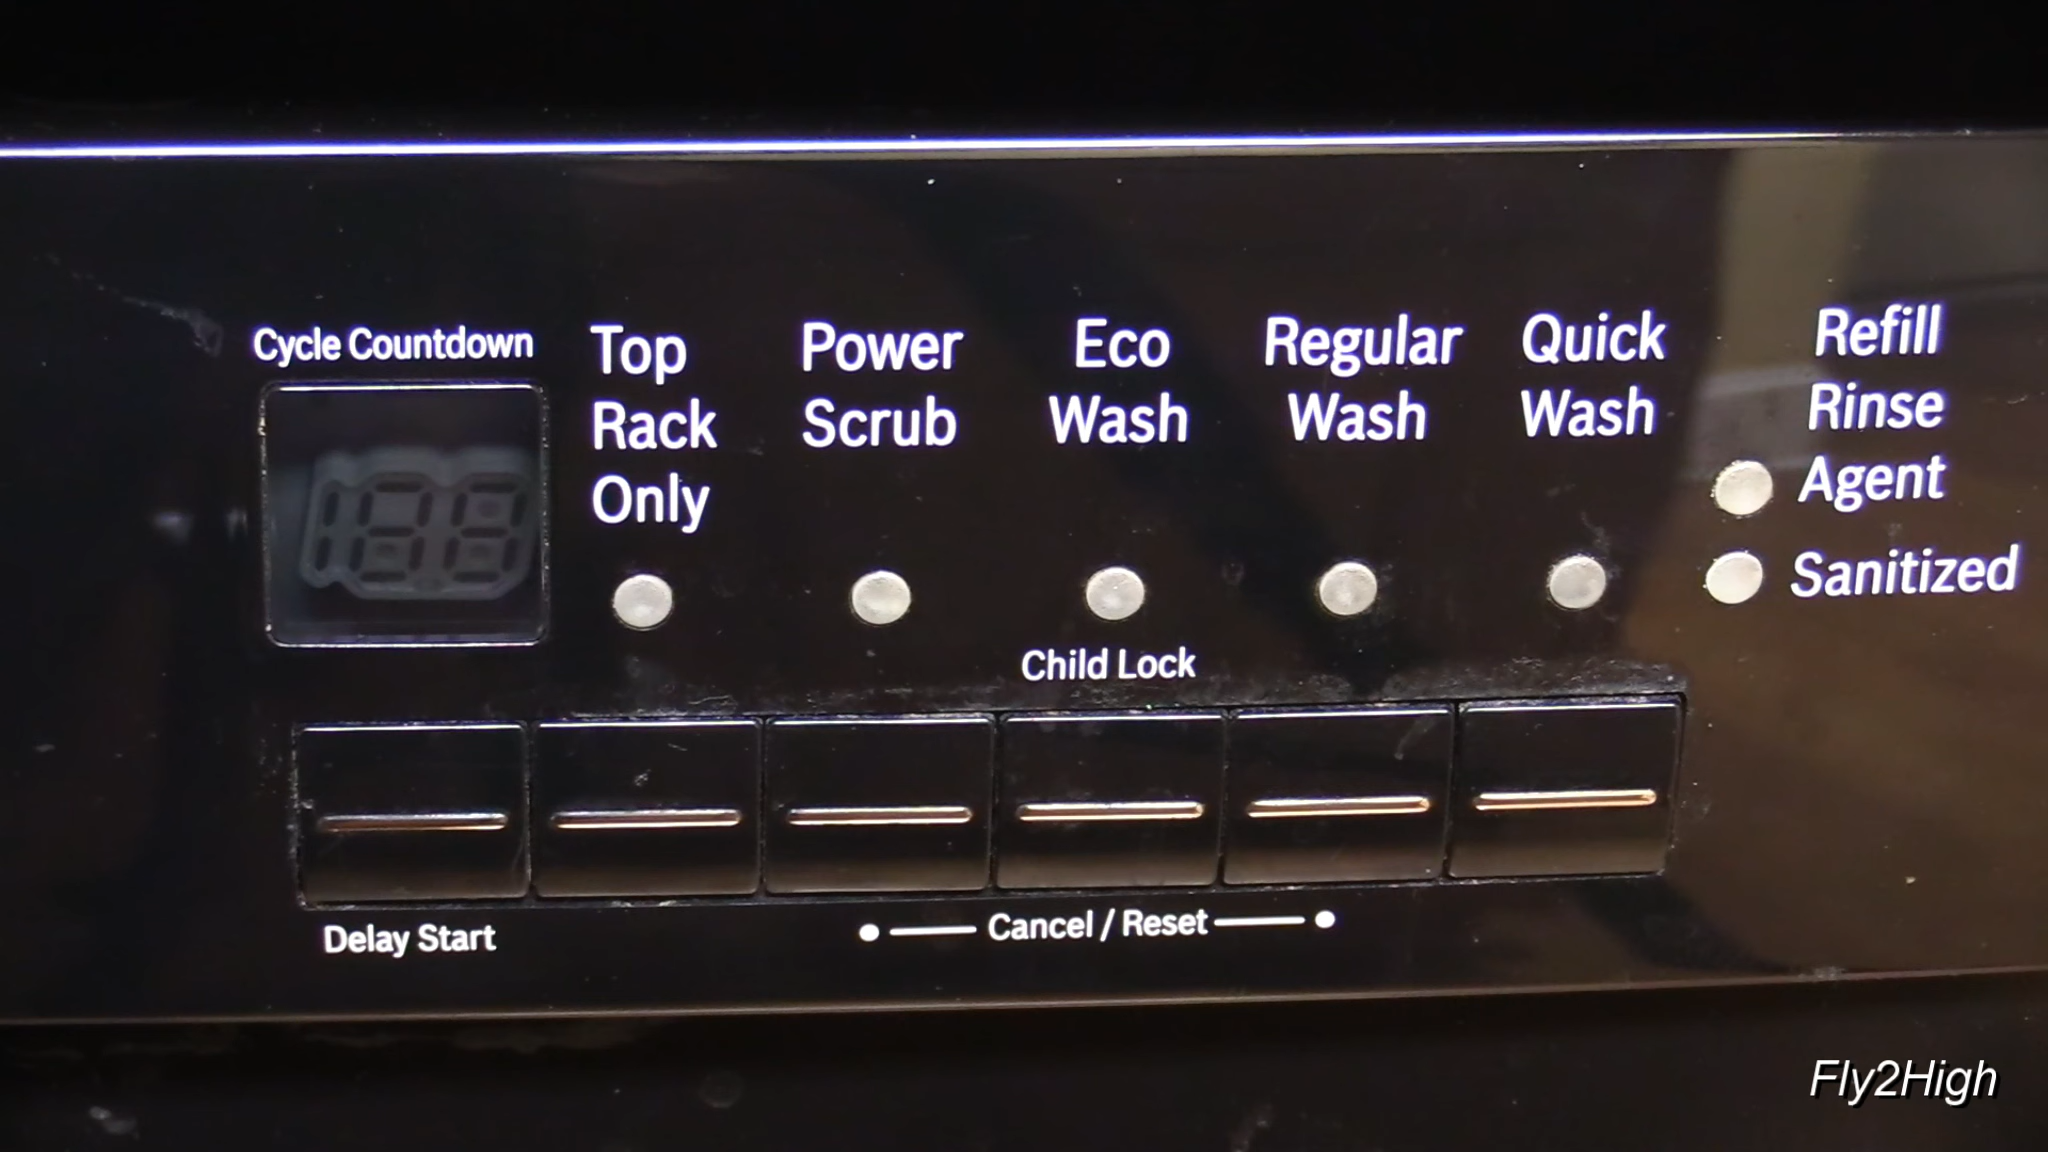 Cycle Countdown
Top
Rack
Only
Power
Scrub
Eco
Wash
Regular
Wash
Quick
Wash
Refill
Rinse
Agent
Sanitized
Child Lock
Delay Start
Cancel / Reset
Fly2High